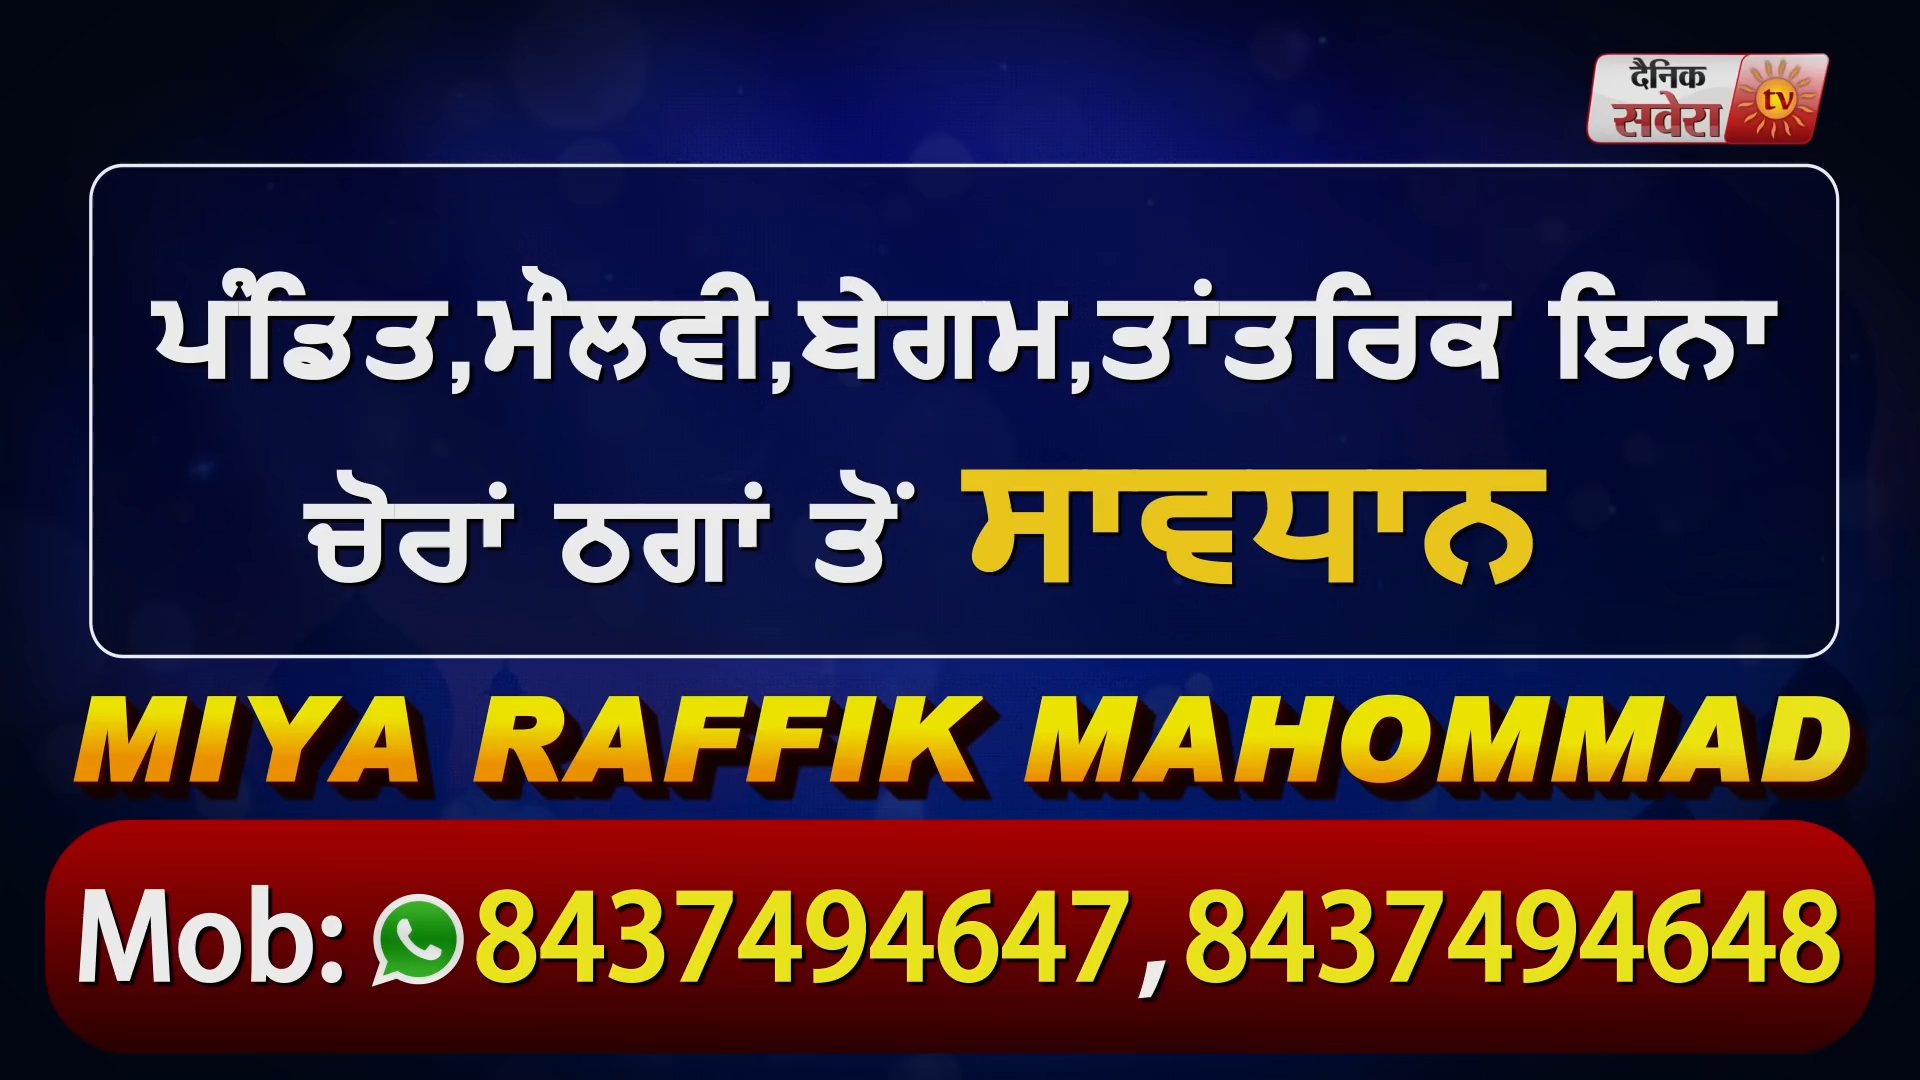 दैनिक
सवेरा tv
ਪੰਡਿਤ,ਮੌਲਵੀ,ਬੇਗਮ,ਤਾਂਤਰਿਕ ਇਨਾ
ਚੋਰਾਂ ਠਗਾਂ ਤੋਂ ਸਾਵਧਾਨ
MIYA RAFFIK MAHOMMAD
Mob: 8437494647, 8437494648